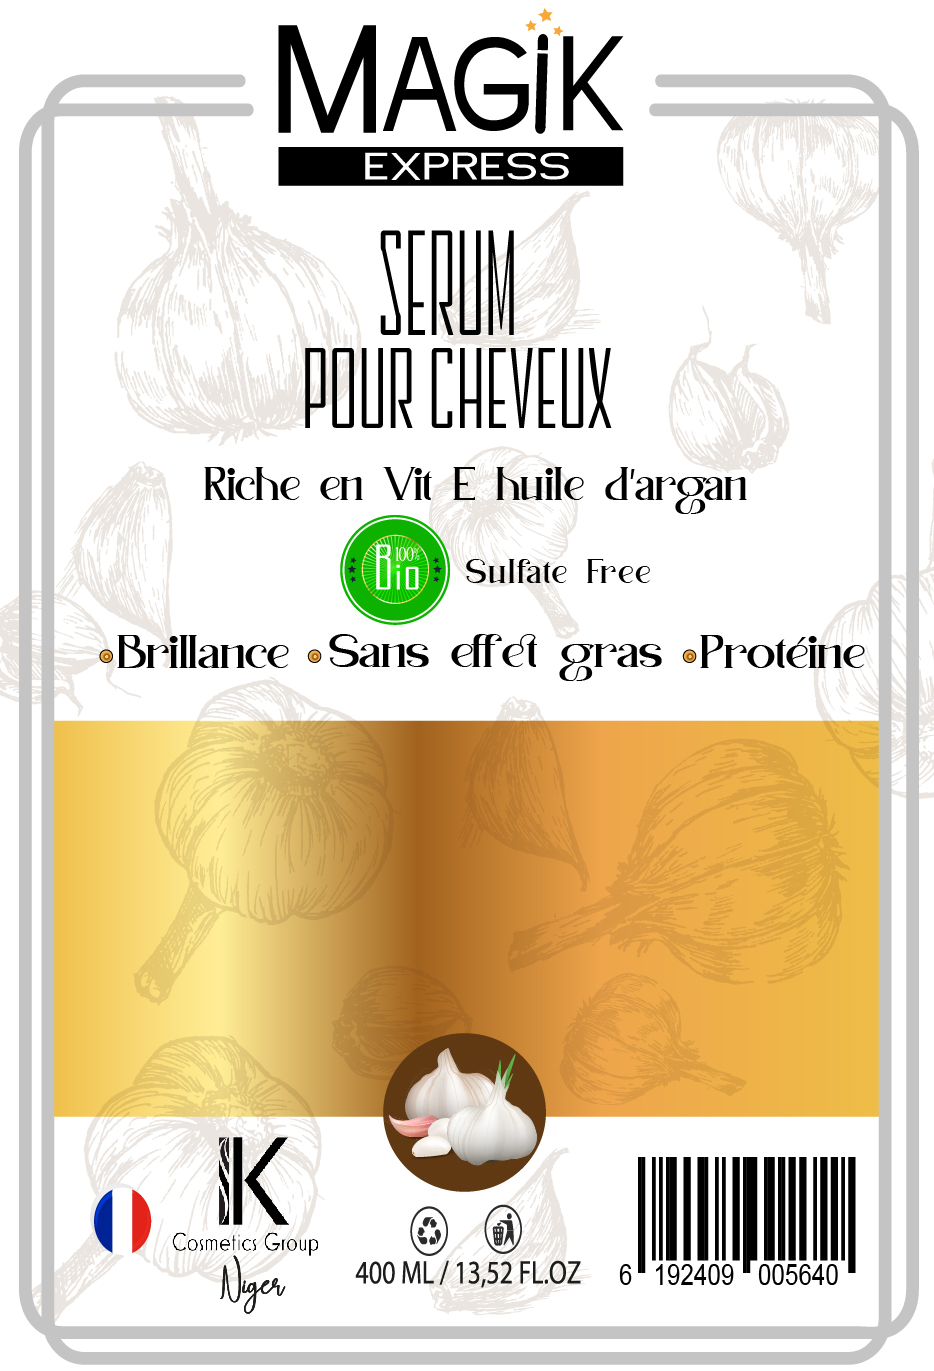 MAGiK
EXPRESS
SERUM
POUR CHEVEUX
Riche en Vit E huile d'argan
100%
Bio
Sulfate Free
Brillance Sans effet gras Protéine
K
Cosmetics Group
Niger
400 ML / 13,52 FL.OZ
6 192409 005640